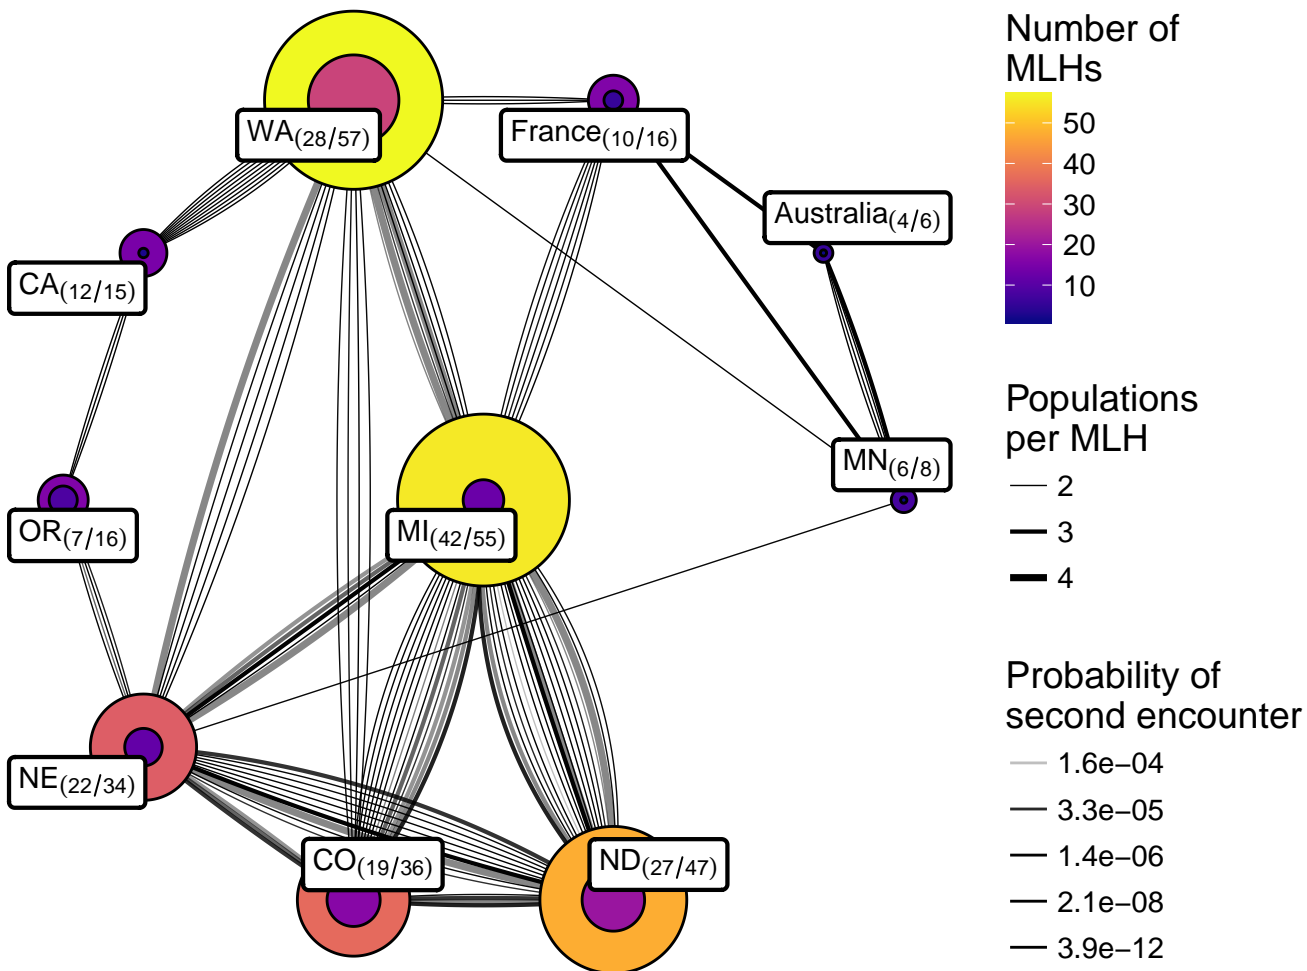 WA(28/57)
France(10/16)
Australia(4/6)
CA(12/15)
MN(6/8)
OR(7/16)
MI(42/55)
NE(22/34)
CO(19/36)
ND(27/47)
Number of
MLHs
50
40
30
20
10
Populations
per MLH
2
3
4
Probability of
second encounter
1.6e−04
3.3e−05
1.4e−06
2.1e−08
3.9e−12